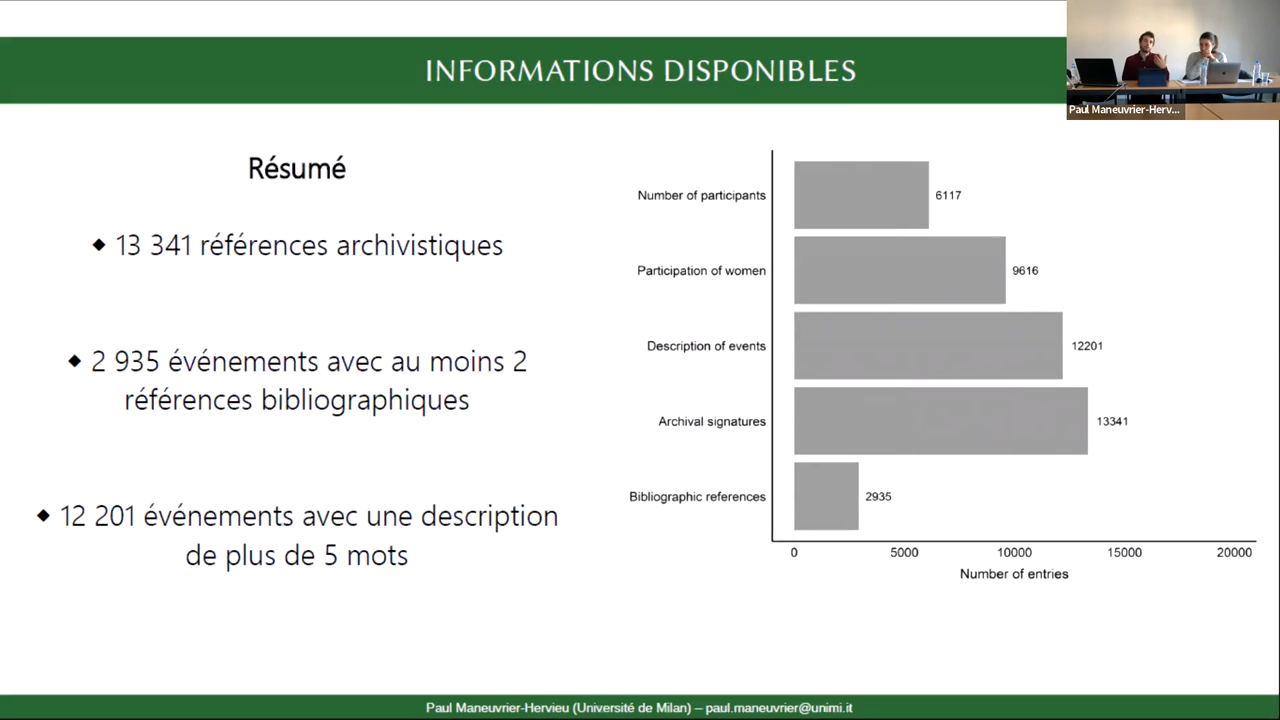 INFORMATIONS DISPONIBLES
Paul Maneuvrier-Herv...
Résumé
◆ 13 341 références archivistiques
◆ 2 935 événements avec au moins 2
références bibliographiques
◆ 12 201 événements avec une description
de plus de 5 mots
Number of participants 6117
Participation of women 9616
Description of events 12201
Archival signatures 13341
Bibliographic references 2935
0 5000 10000 15000 20000
Number of entries
Paul Maneuvrier-Hervieu (Université de Milan) – paul.maneuvrier@unimi.it